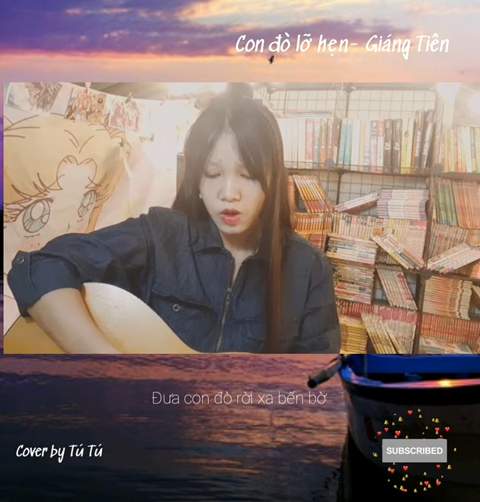 Con đò lỡ hẹn- Giáng Tiên
Đưa con đò rời xa bến bờ
Cover by Tú Tú
SUBSCRIBED